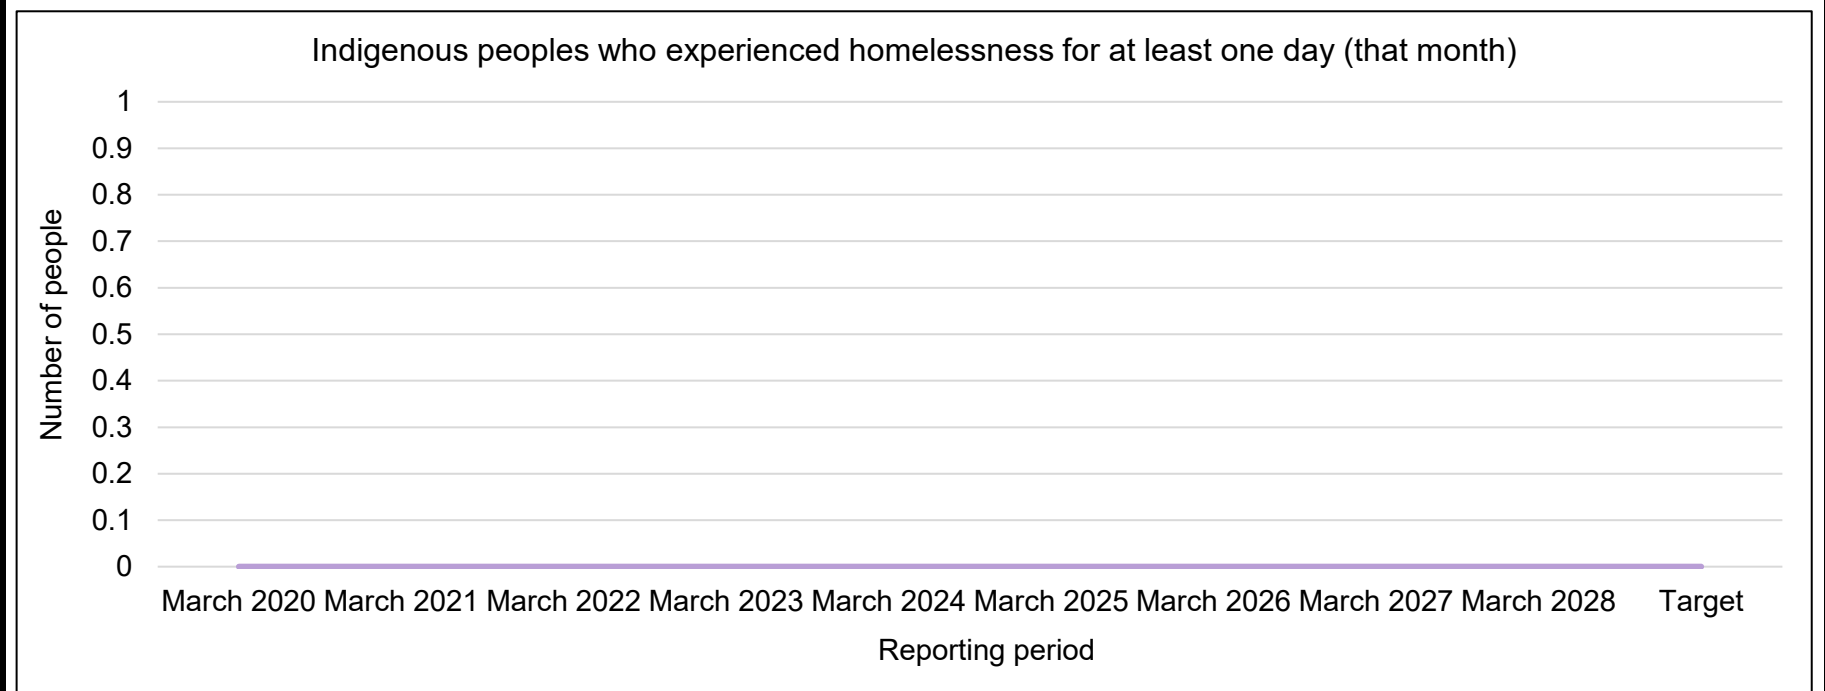 Indigenous peoples who experienced homelessness for at least one day (that month)
1
0.9
0.8
0.7
0.6
0.5
0.4
0.3
0.2
0.1
0
Number of people
March 2020 March 2021 March 2022 March 2023 March 2024 March 2025 March 2026 March 2027 March 2028 Target
Reporting period